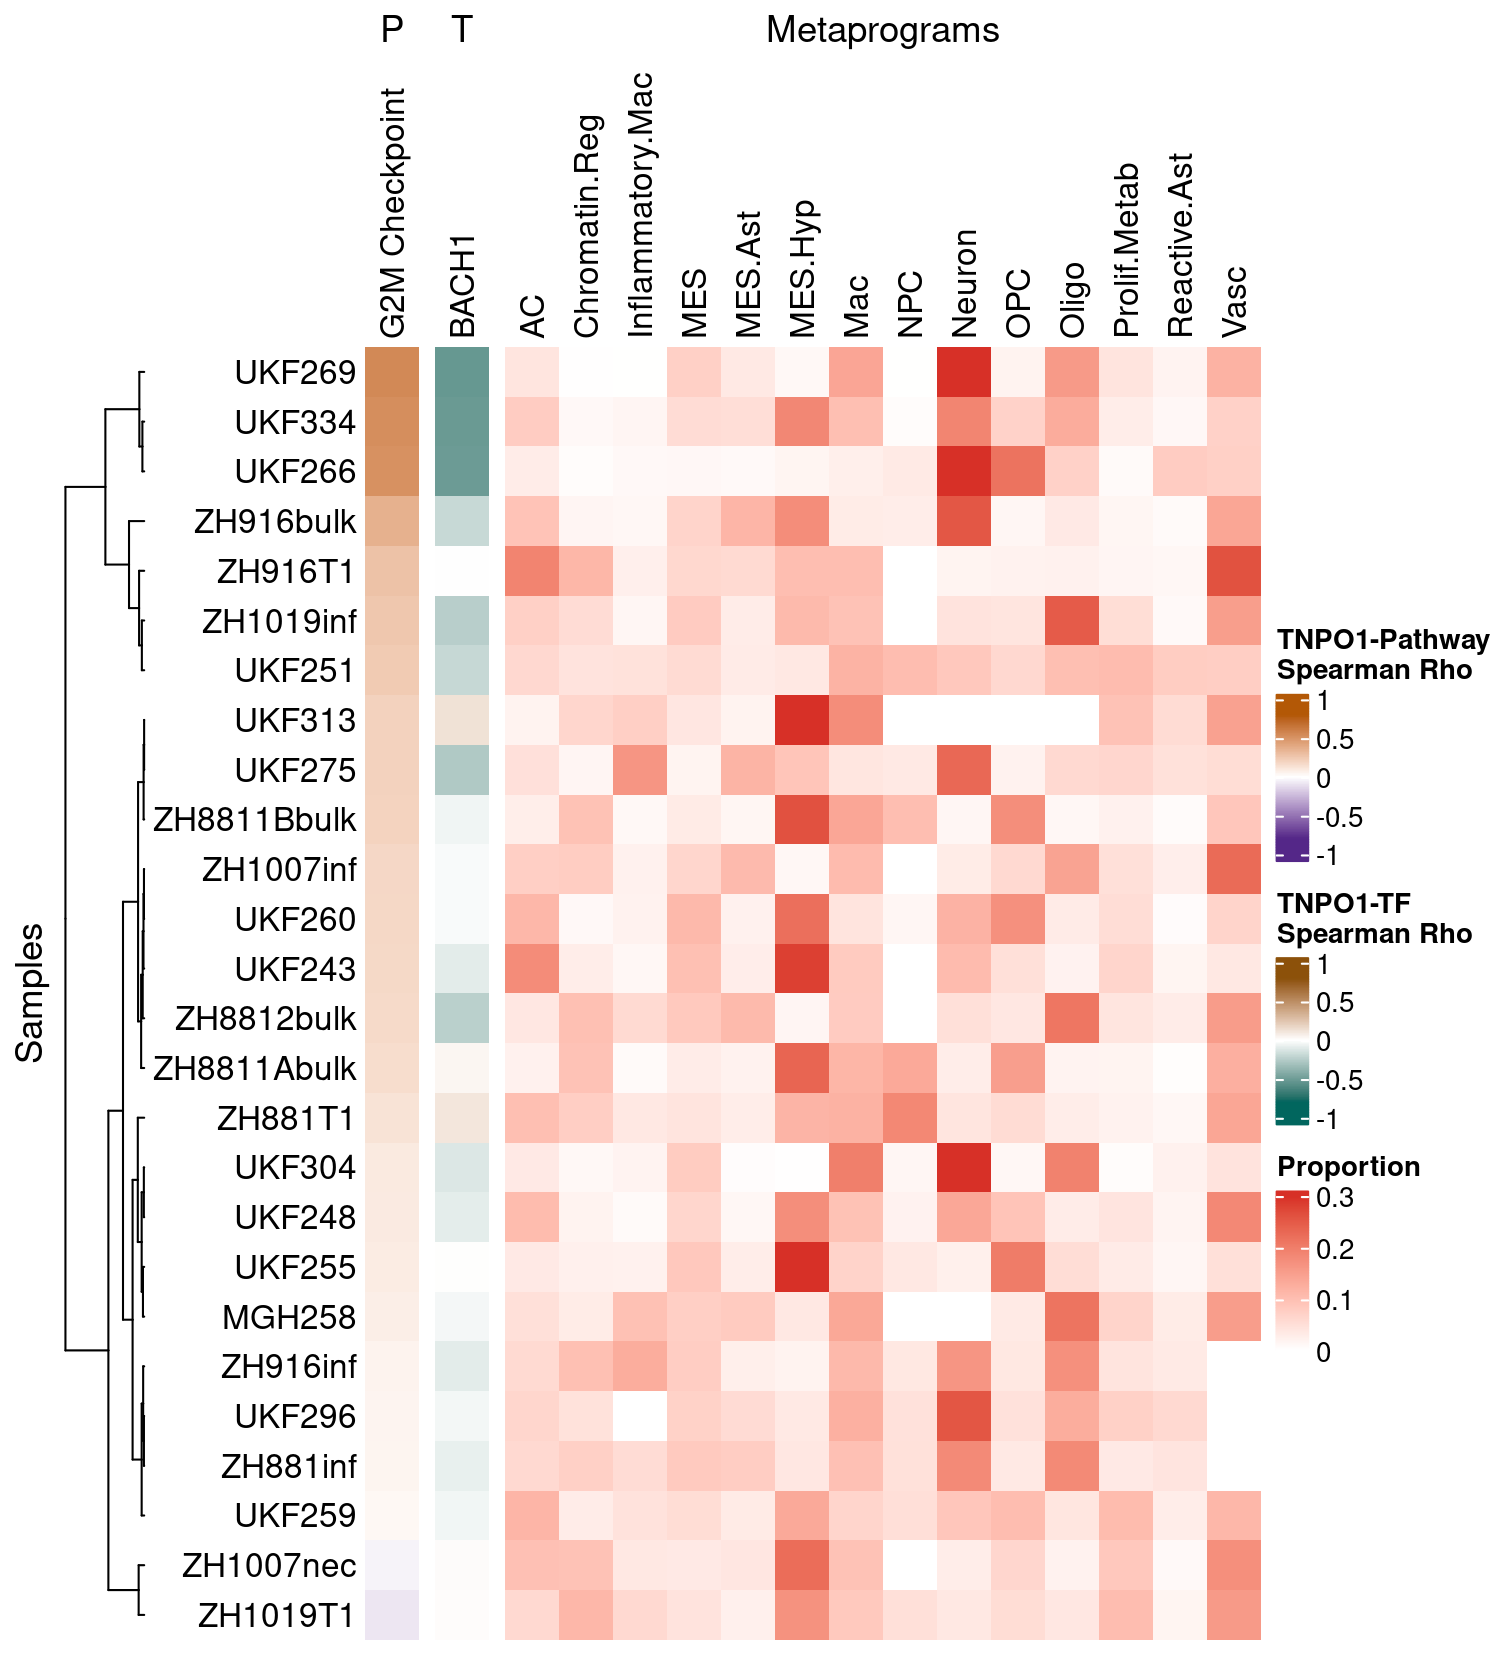 P T Metaprograms
G2M Checkpoint
BACH1
AC
Chromatin.Reg
Inflammatory.Mac
MES
MES.Ast
MES.Hyp
Mac
NPC
Neuron
OPC
Oligo
Prolif.Metab
Reactive.Ast
Vasc
Samples
UKF269
UKF334
UKF266
ZH916bulk
ZH916T1
ZH1019inf
UKF251
UKF313
UKF275
ZH8811Bbulk
ZH1007inf
UKF260
UKF243
ZH8812bulk
ZH8811Abulk
ZH881T1
UKF304
UKF248
UKF255
MGH258
ZH916inf
UKF296
ZH881inf
UKF259
ZH1007nec
ZH1019T1
TNPO1-Pathway
Spearman Rho
1
0.5
0
-0.5
-1
TNPO1-TF
Spearman Rho
1
0.5
0
-0.5
-1
Proportion
0.3
0.2
0.1
0